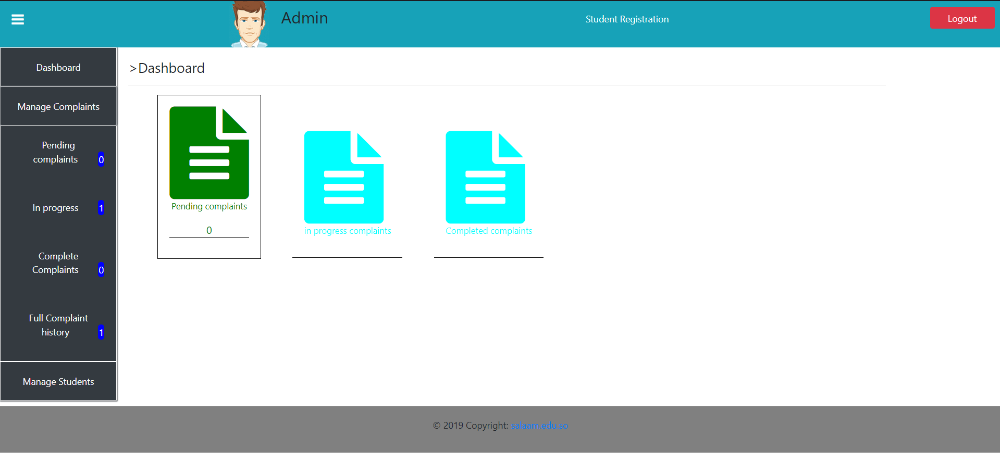 Admin
Student Registration
Logout
Dashboard
Manage Complaints
Pending
complaints 0
In progress 1
Complete
Complaints 0
Full Complaint
history 1
Manage Students
>Dashboard
Pending complaints
0
in progress complaints
Completed complaints
© 2019 Copyright: salaam.edu.so